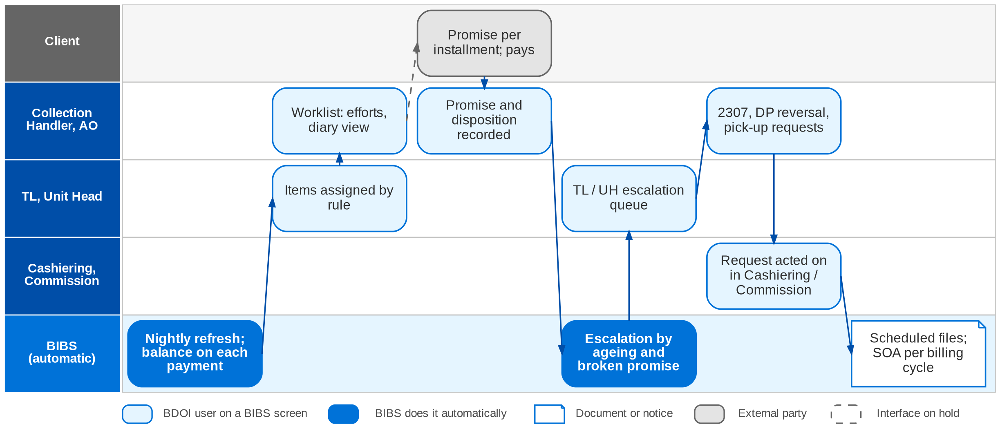 Client
Promise per
installment; pays
Collection
Handler, AO
Worklist: efforts,
diary view
Promise and
disposition
recorded
2307, DP reversal,
pick-up requests
TL, Unit Head
Items assigned by
rule
TL / UH escalation
queue
Cashiering,
Commission
Request acted on
in Cashiering /
Commission
BIBS
(automatic)
Nightly refresh;
balance on each
payment
Escalation by
ageing and
broken promise
Scheduled files;
SOA per billing
cycle
BDOI user on a BIBS screen
BIBS does it automatically
Document or notice
External party
Interface on hold